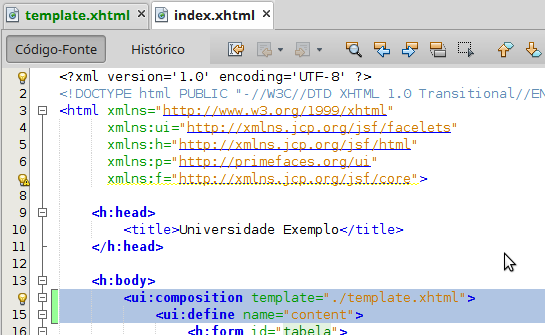 template.xhtml index.xhtml
Código-Fonte Histórico
<?xml version='1.0' encoding='UTF-8' ?>
2 <!DOCTYPE html PUBLIC "-//W3C//DTD XHTML 1.0 Transitional//EN
3 <html xmlns="http://www.w3.org/1999/xhtml"
4 xmlns:ui="http://xmlns.jcp.org/jsf/facelets"
5 xmlns:h="http://xmlns.jcp.org/jsf/html"
6 xmlns:p="http://primefaces.org/ui"
xmlns:f="http://xmlns.jcp.org/jsf/core">
8
9 <h:head>
10 <title>Universidade Exemplo</title>
11 </h:head>
12
13 <h:body>
<ui:composition template="./template.xhtml">
15 <ui:define name="content">
16 <h:form id="tabela">